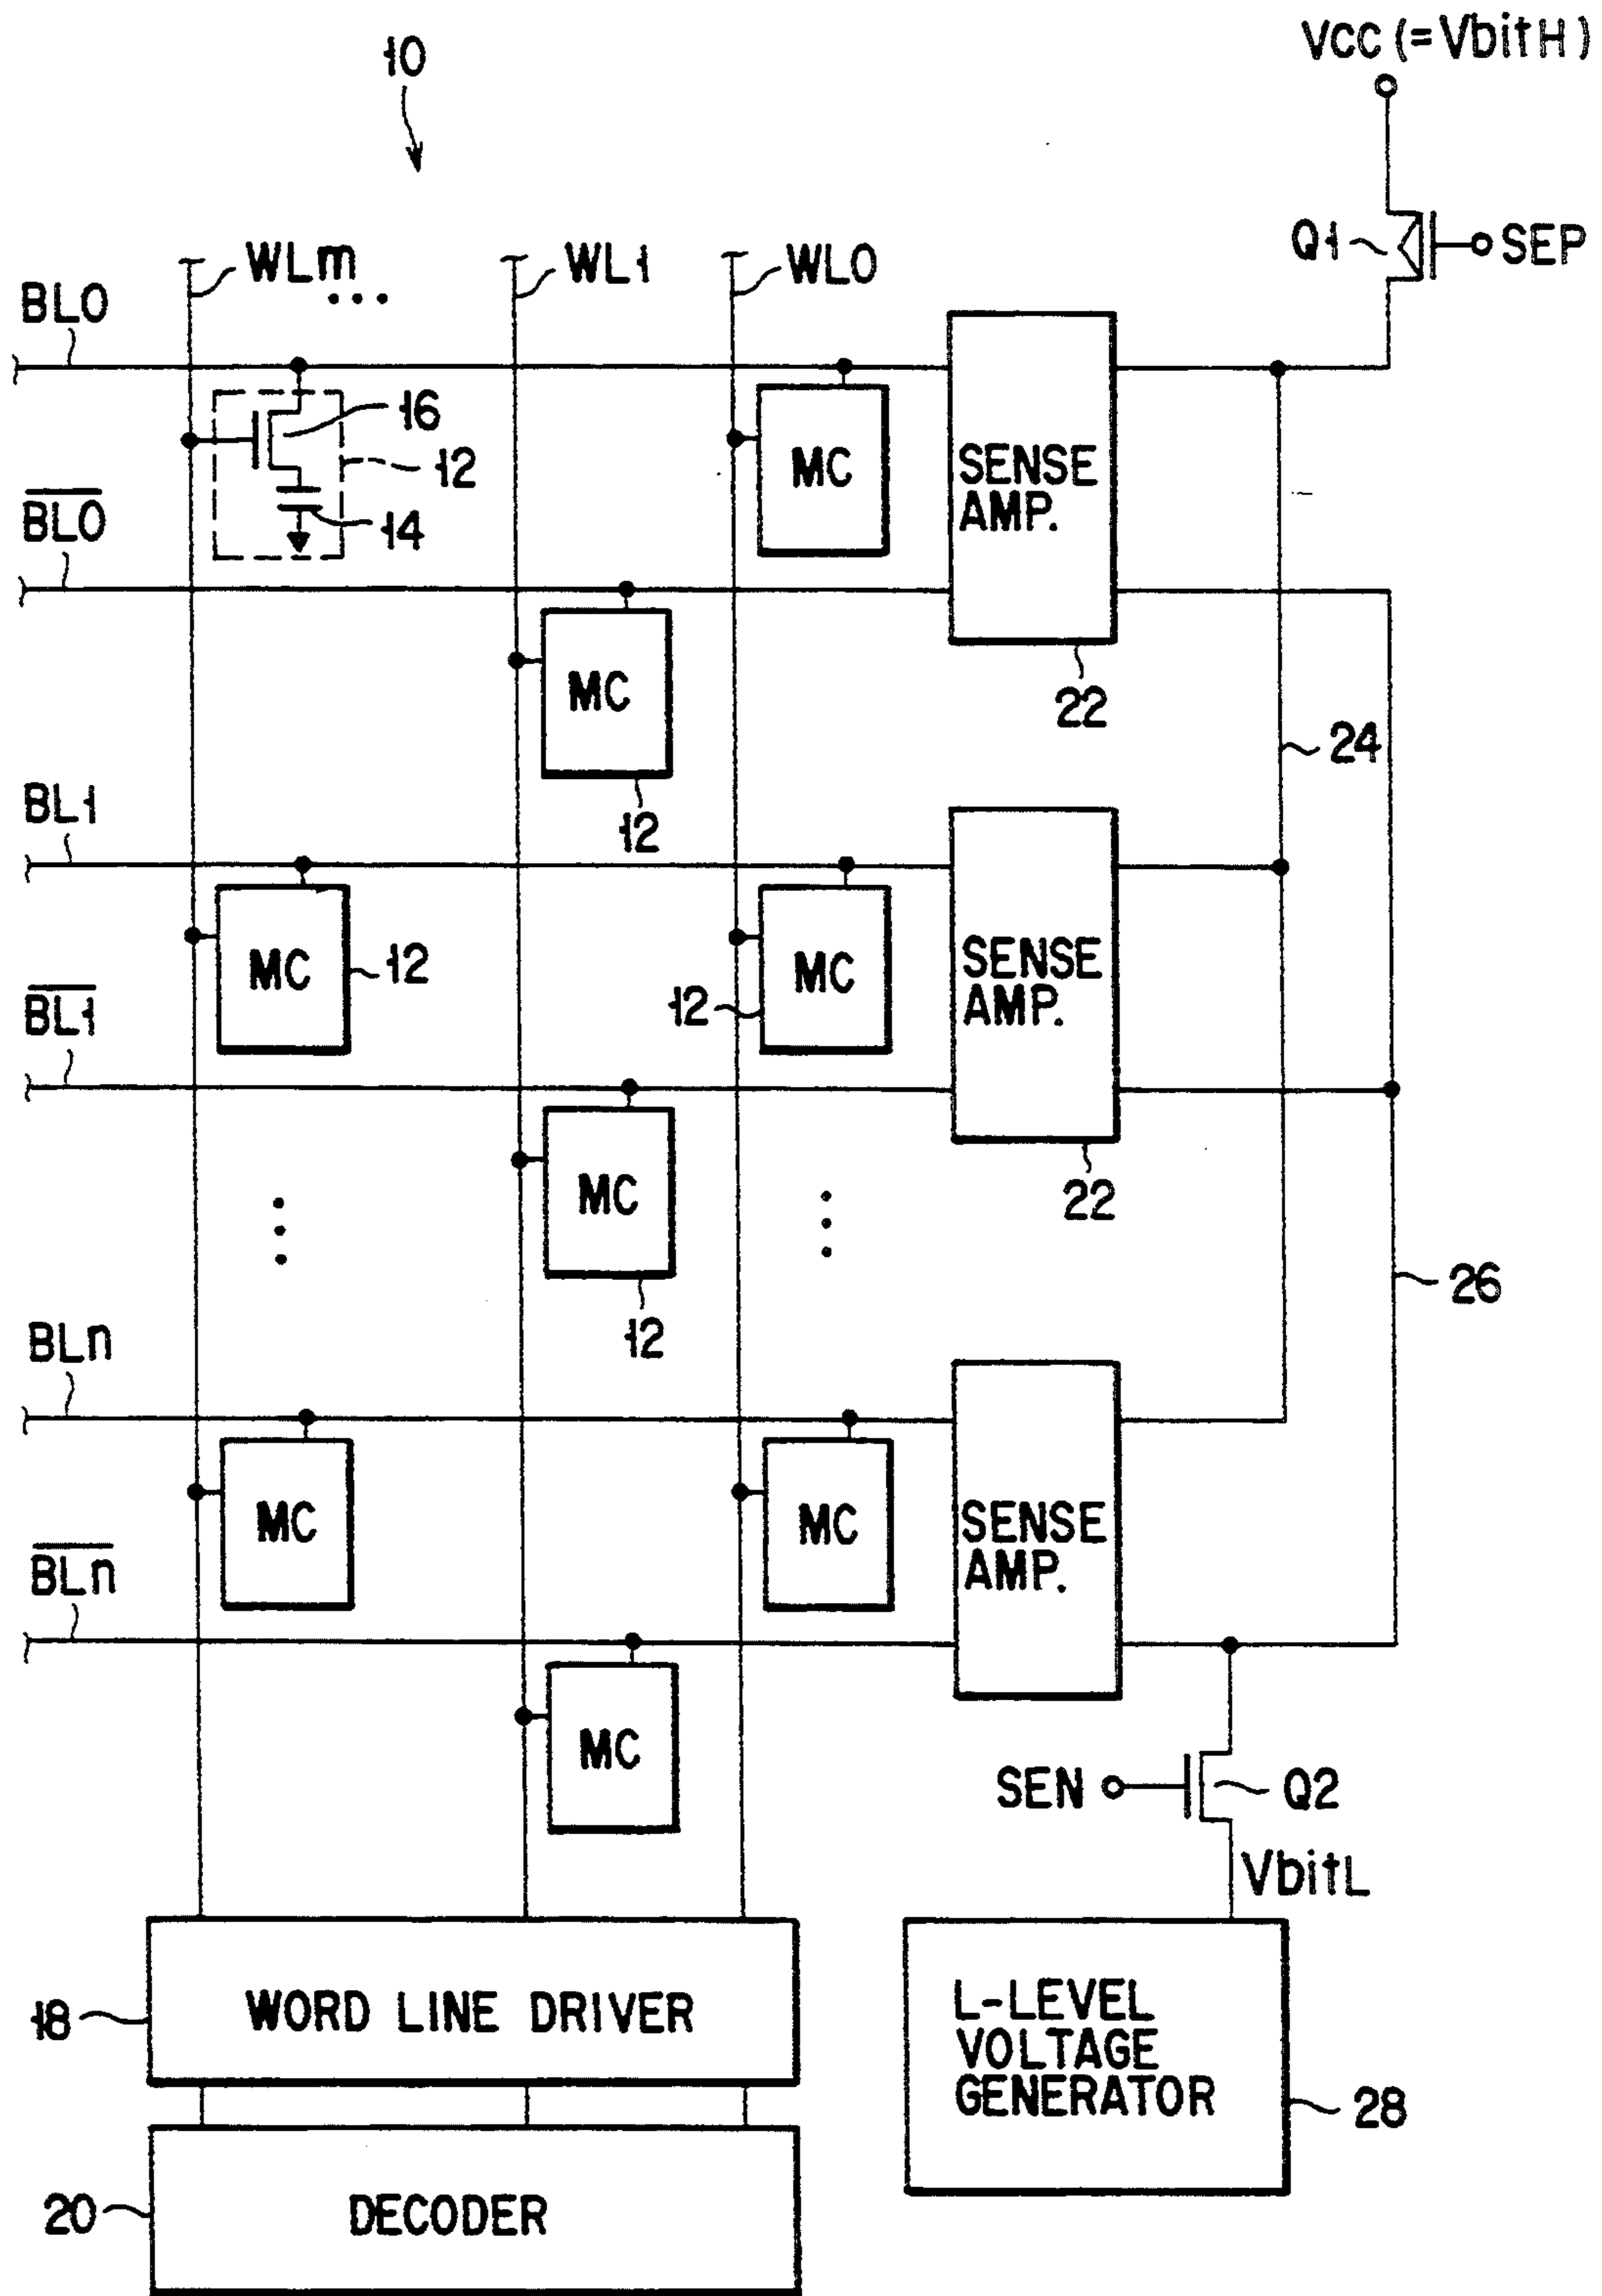 VCC (=VbitH)
10
Q1
SEP
WLm
WL1
WL0
...
BL0
16
12
MC
SENSE
AMP.
BL0
14
MC
22
24
12
BL1
MC
12
MC
12
SENSE
AMP.
BL1
MC
22
26
12
BLn
MC
MC
SENSE
AMP.
BLn
MC
SEN
Q2
VbitL
18
WORD LINE DRIVER
L-LEVEL
VOLTAGE
GENERATOR
28
20
DECODER